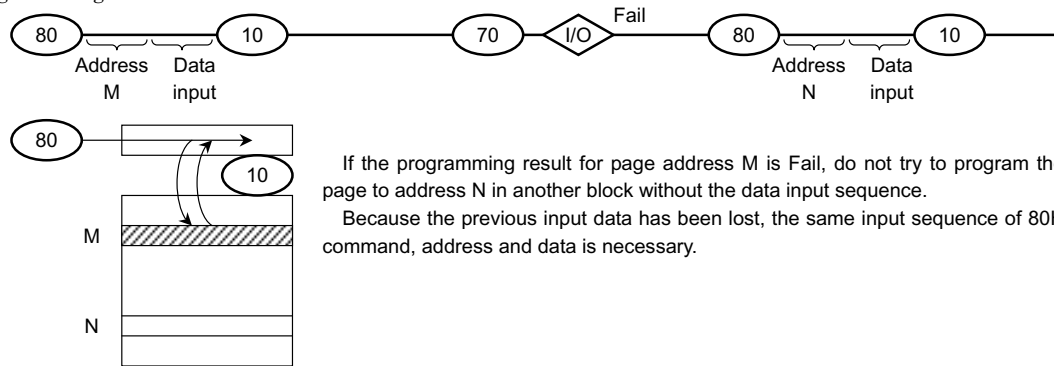 80 10 70 I/O Fail 80 10
Address Data Address Data
M input N input
80
10
If the programming result for page address M is Fail, do not try to program the
page to address N in another block without the data input sequence.
Because the previous input data has been lost, the same input sequence of 80
command, address and data is necessary.
M
N